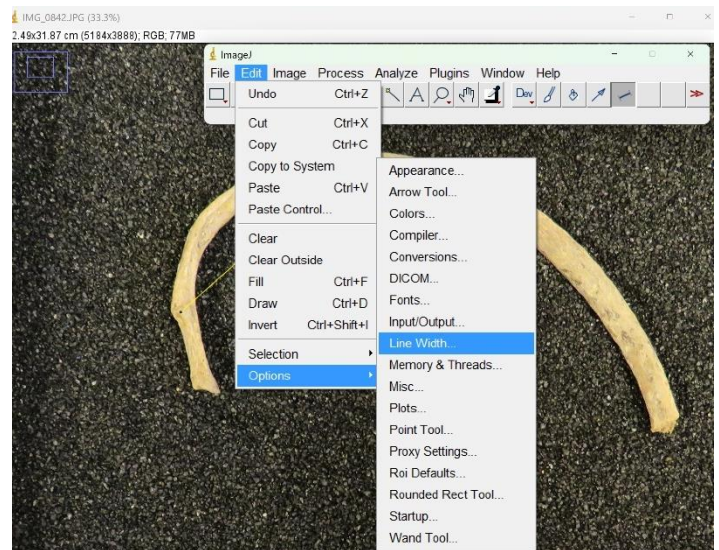 IMG_0842.JPG (33.3%)
2.49x31.87 cm (5184x3888); RGB; 77MB
ImageJ
File Edit Image Process Analyze Plugins Window Help
A Dev
Undo Ctrl+Z
Cut Ctrl+X
Copy Ctrl+C
Copy to System
Paste Ctrl+V
Paste Control...
Clear
Clear Outside
Fill Ctrl+F
Draw Ctrl+D
Invert Ctrl+Shift+I
Selection
Options
Appearance...
Arrow Tool...
Colors...
Compiler...
Conversions...
DICOM...
Fonts...
Input/Output...
Line Width...
Memory & Threads...
Misc...
Plots...
Point Tool...
Proxy Settings...
Roi Defaults...
Rounded Rect Tool...
Startup...
Wand Tool...